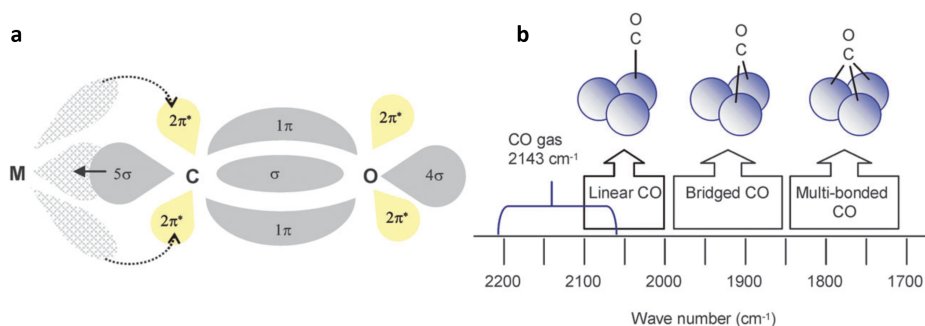 a
M
2π*
2π*
5σ
C
1π
σ
1π
O
2π*
2π*
4σ
b
O
C
O
C
O
C
CO gas
2143 cm⁻¹
Linear CO
Bridged CO
Multi-bonded
CO
2200
2100
2000
1900
1800
1700
Wave number (cm⁻¹)